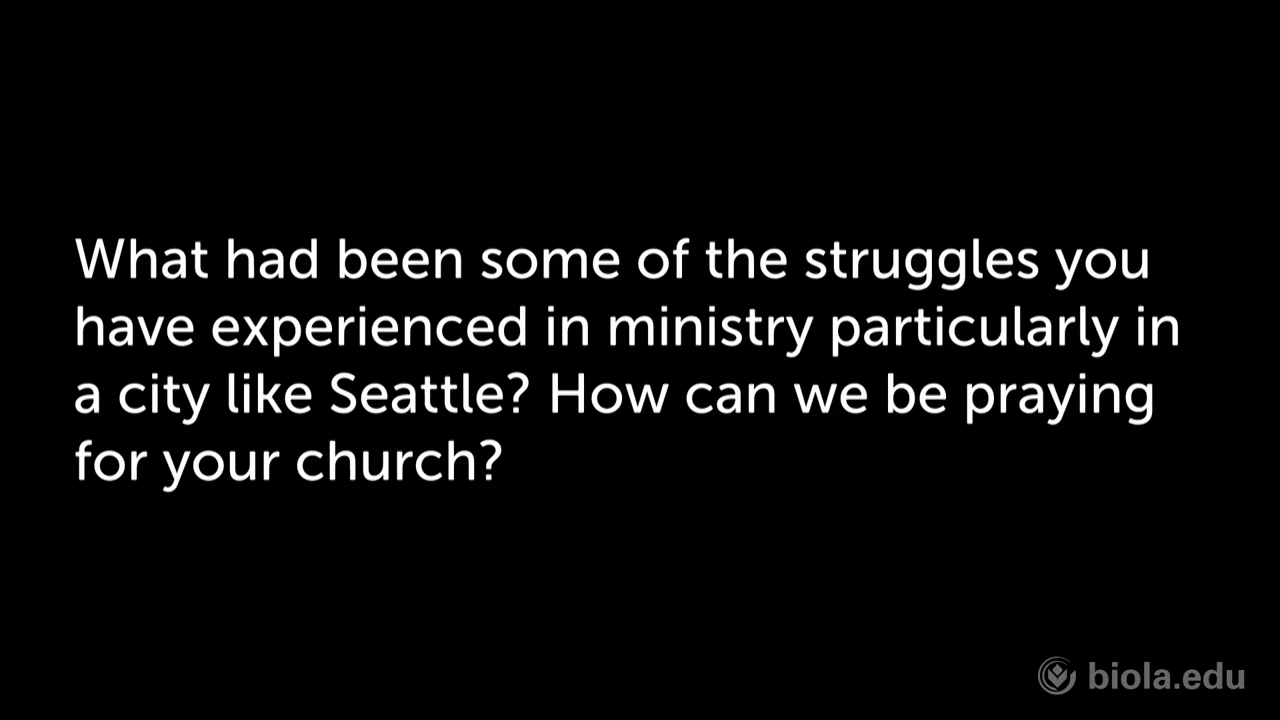 What had been some of the struggles you
have experienced in ministry particularly in
a city like Seattle? How can we be praying
for your church?
biola.edu